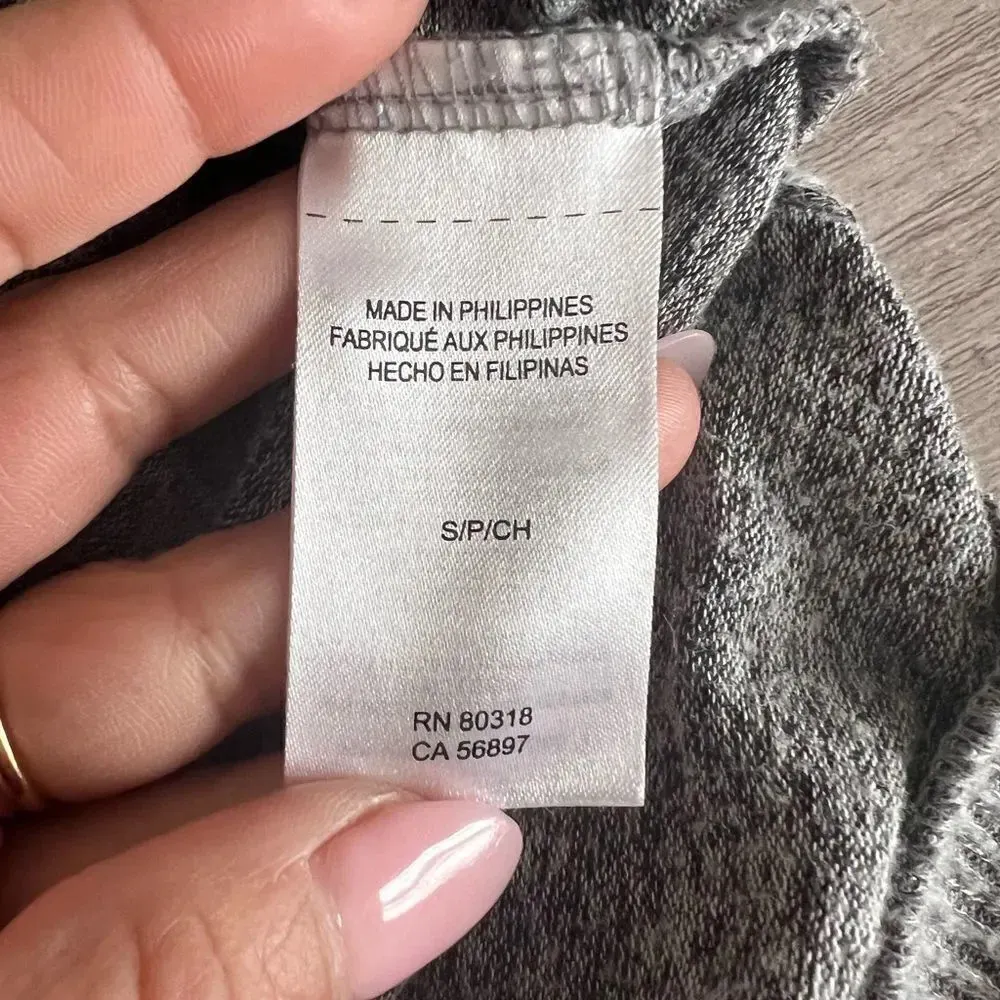 MADE IN PHILIPPINES
FABRIQUÉ AUX PHILIPPINES
HECHO EN FILIPINAS
S/P/CH
RN 80318
CA 56897